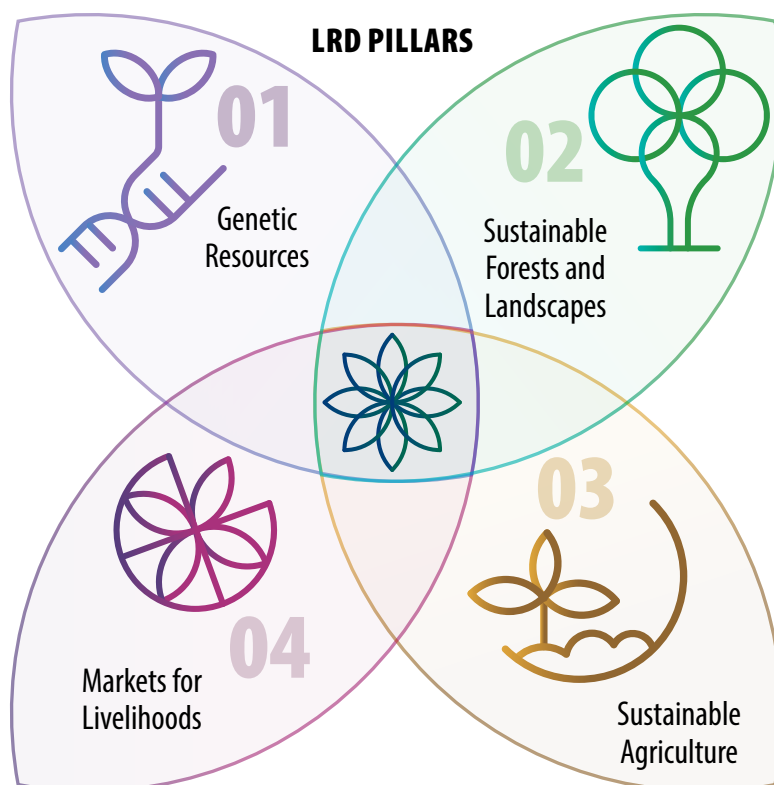 LRD PILLARS
01
Genetic
Resources
02
Sustainable
Forests and
Landscapes
03
Sustainable
Agriculture
04
Markets for
Livelihoods